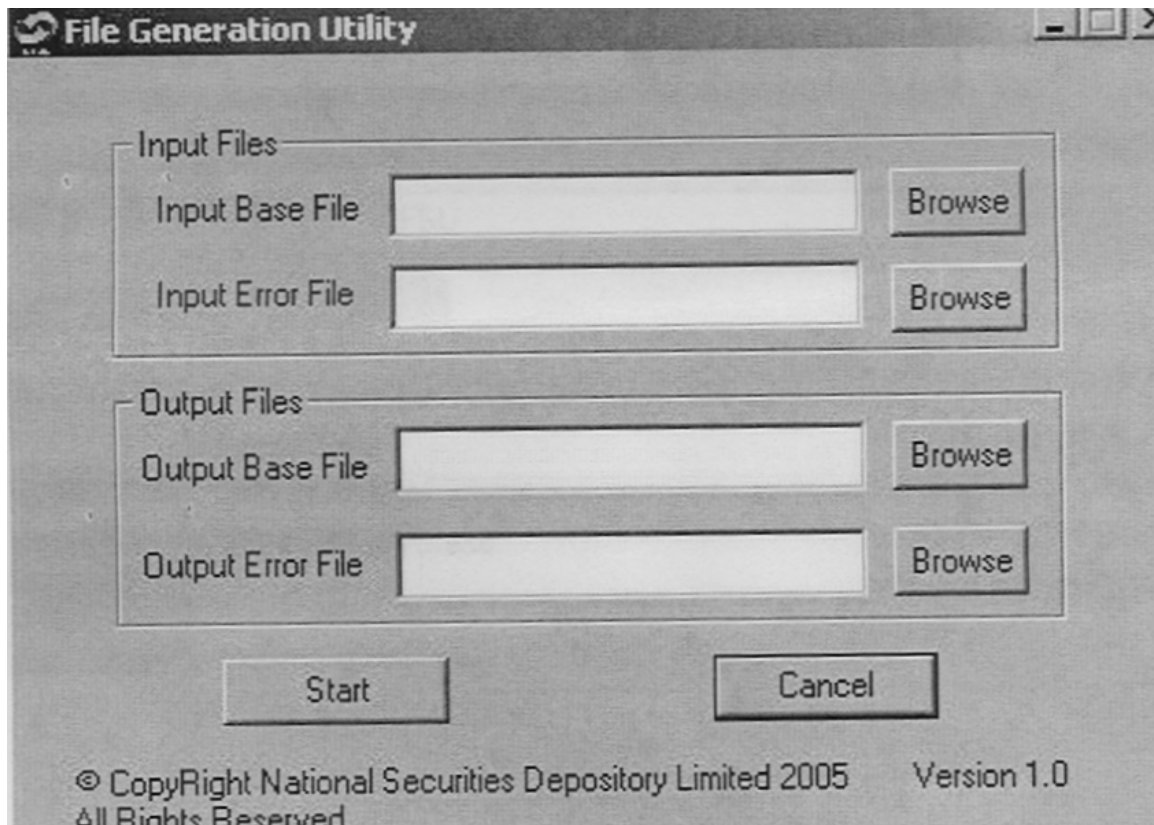 File Generation Utility
Input Files
Input Base File Browse
Input Error File Browse
Output Files
Output Base File Browse
Output Error File Browse
Start Cancel
© CopyRight National Securities Depository Limited 2005 Version 1.0
All Rights Reserved